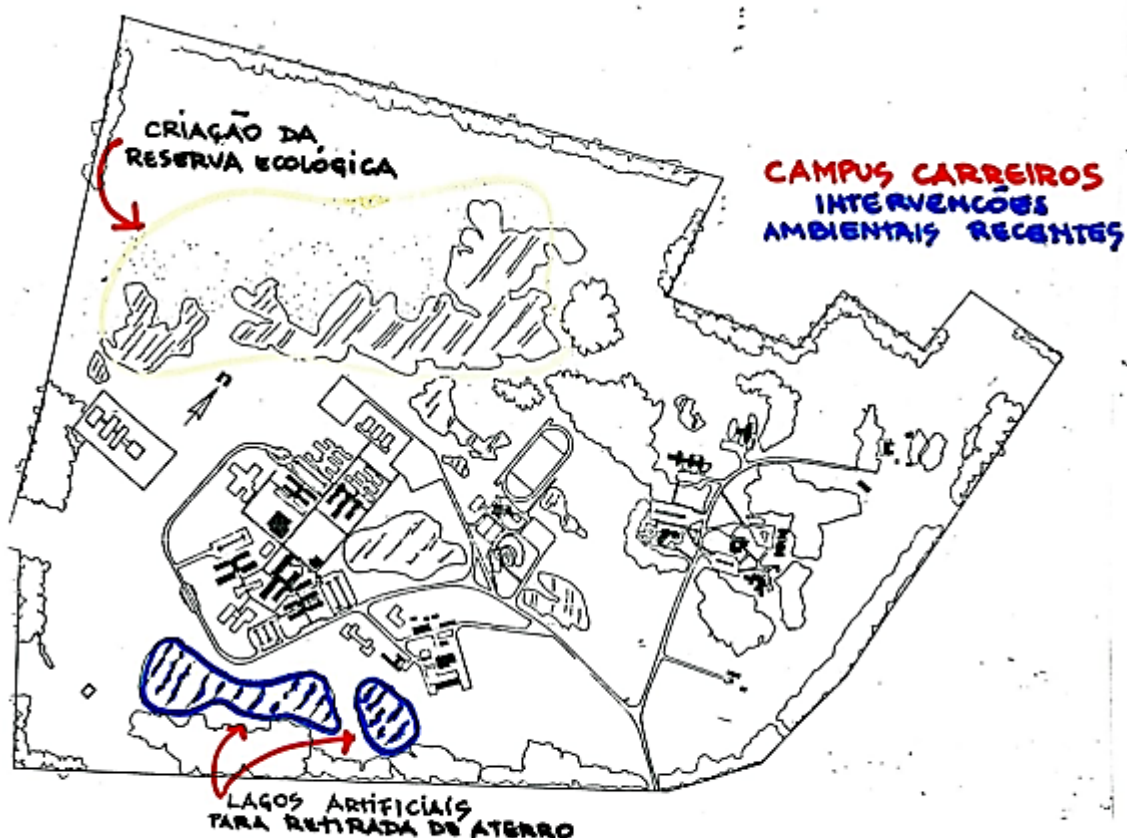 CRIAÇÃO DA
RESERVA ECOLÓGICA
CAMPUS CARREIROS
INTERVENÇÕES
AMBIENTAIS RECENTES
n
LAGOS ARTIFICIAIS
PARA RETIRADA DE ATERRO